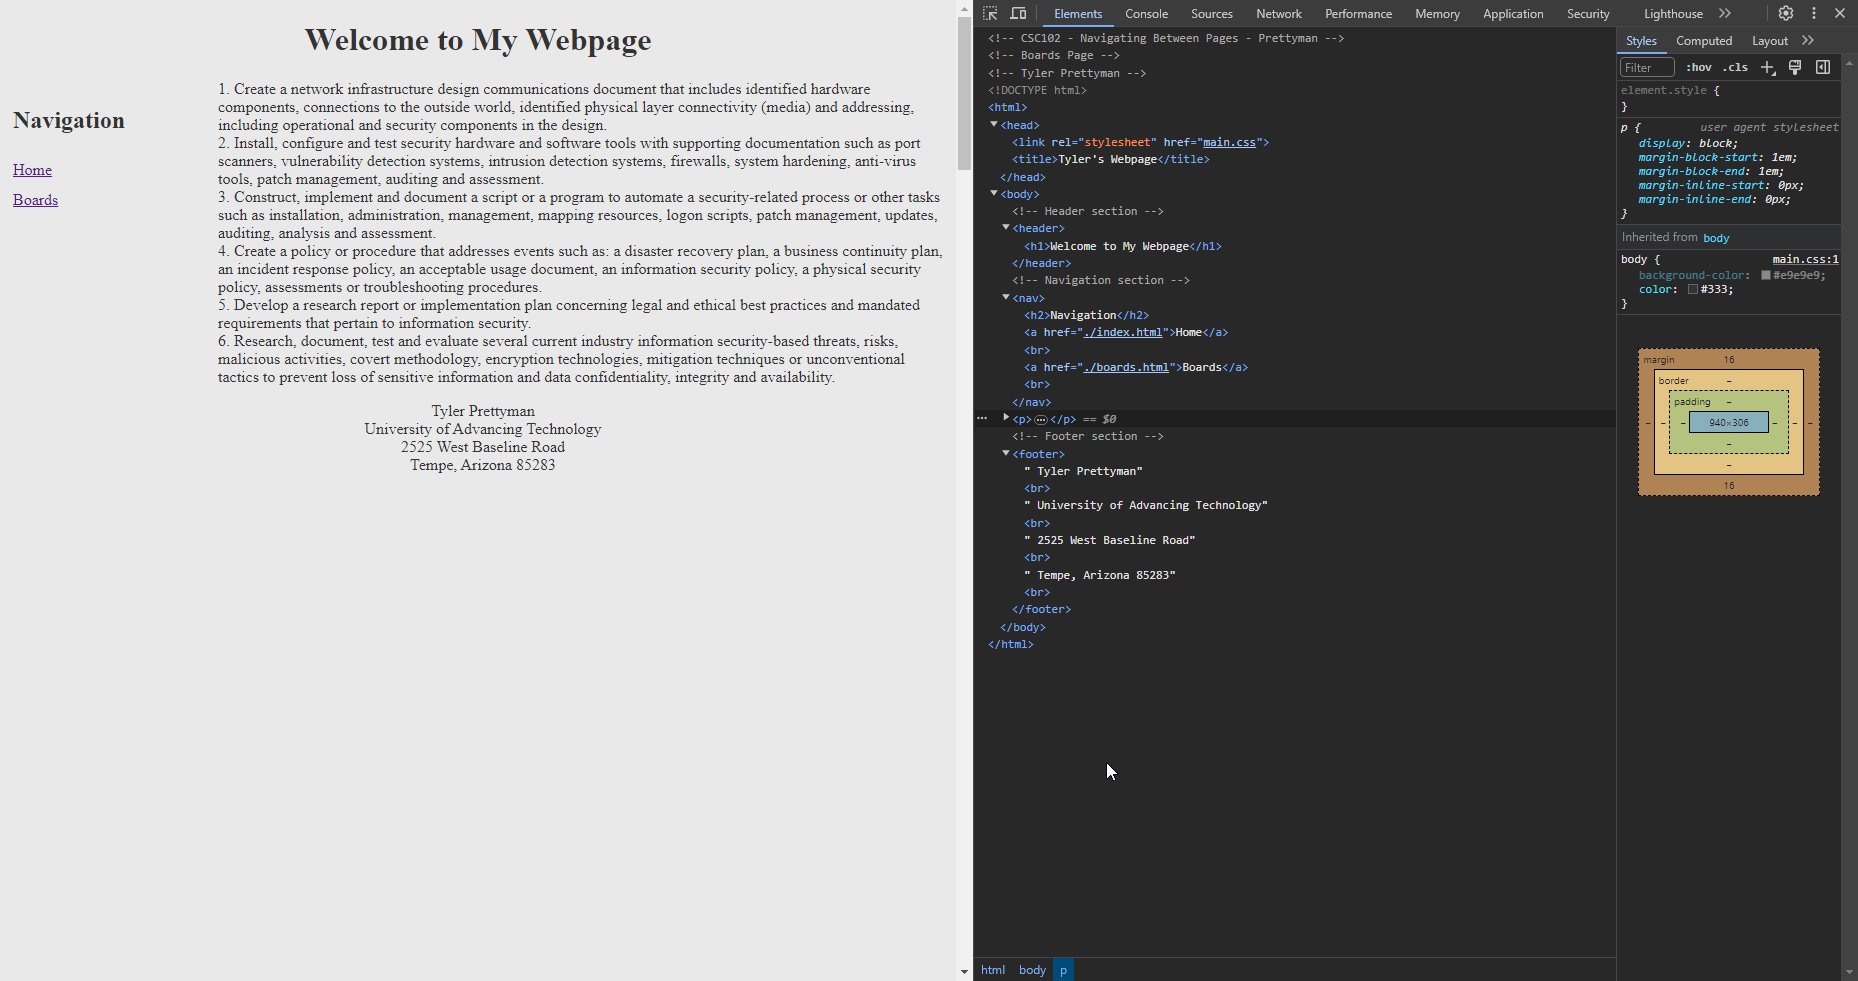 Welcome to My Webpage
Navigation
Home
Boards
1. Create a network infrastructure design communications document that includes identified hardware
components, connections to the outside world, identified physical layer connectivity (media) and addressing,
including operational and security components in the design.
2. Install, configure and test security hardware and software tools with supporting documentation such as port
scanners, vulnerability detection systems, intrusion detection systems, firewalls, system hardening, anti-virus
tools, patch management, auditing and assessment.
3. Construct, implement and document a script or a program to automate a security-related process or other tasks
such as installation, administration, management, mapping resources, logon scripts, patch management, updates,
auditing, analysis and assessment.
4. Create a policy or procedure that addresses events such as: a disaster recovery plan, a business continuity plan,
an incident response policy, an acceptable usage document, an information security policy, a physical security
policy, assessments or troubleshooting procedures.
5. Develop a research report or implementation plan concerning legal and ethical best practices and mandated
requirements that pertain to information security.
6. Research, document, test and evaluate several current industry information security-based threats, risks,
malicious activities, covert methodology, encryption technologies, mitigation techniques or unconventional
tactics to prevent loss of sensitive information and data confidentiality, integrity and availability.
Tyler Prettyman
University of Advancing Technology
2525 West Baseline Road
Tempe, Arizona 85283
Elements Console Sources Network Performance Memory Application Security Lighthouse
<!-- CSC102 - Navigating Between Pages - Prettyman -->
<!-- Boards Page -->
<!-- Tyler Prettyman -->
<!DOCTYPE html>
<html>
<head>
<link rel="stylesheet" href="main.css">
<title>Tyler's Webpage</title>
</head>
<body>
<!-- Header section -->
<header>
<h1>Welcome to My Webpage</h1>
</header>
<!-- Navigation section -->
<nav>
<h2>Navigation</h2>
<a href="./index.html">Home</a>
<br>
<a href="./boards.html">Boards</a>
<br>
</nav>
<p>…</p> == $0
<!-- Footer section -->
<footer>
" Tyler Prettyman"
<br>
" University of Advancing Technology"
<br>
" 2525 West Baseline Road"
<br>
" Tempe, Arizona 85283"
<br>
</footer>
</body>
</html>
html body p
Styles Computed Layout
Filter :hov .cls
element.style {
}
p { user agent stylesheet
display: block;
margin-block-start: 1em;
margin-block-end: 1em;
margin-inline-start: 0px;
margin-inline-end: 0px;
}
Inherited from body
body { main.css:1
background-color: #e9e9e9;
color: #333;
}
margin 16
border -
padding -
- - - 940×306 - - -
-
-
16